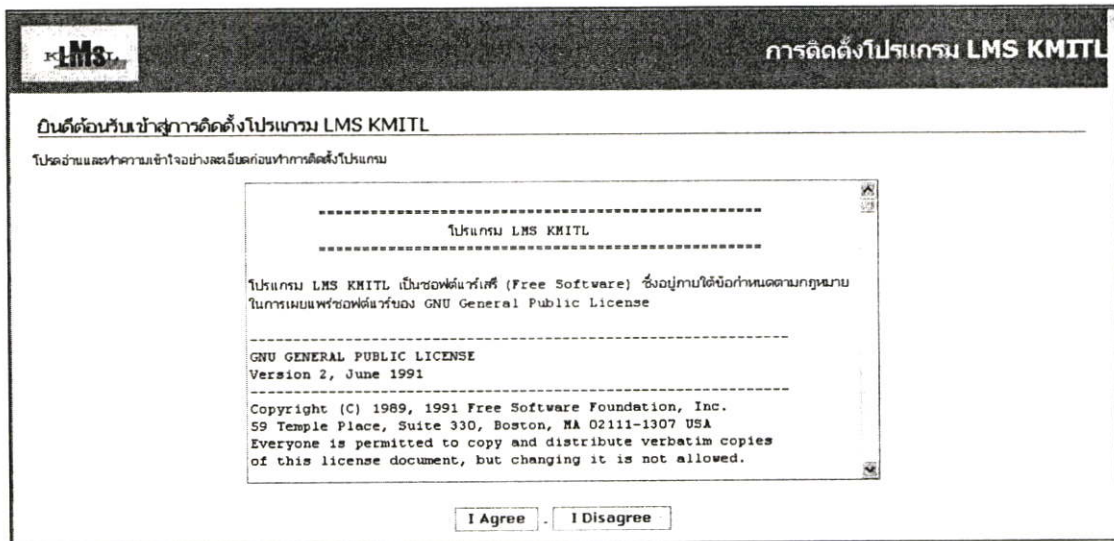 KLMSTL
การติดตั้งโปรแกรม LMS KMITL
ยินดีต้อนรับเข้าสู่การติดตั้งโปรแกรม LMS KMITL
โปรดอ่านและทำความเข้าใจอย่างละเอียดก่อนทำการติดตั้งโปรแกรม
==================================================
โปรแกรม LMS KMITL
==================================================
โปรแกรม LMS KMITL เป็นซอฟต์แวร์เสรี (Free Software) ซึ่งอยู่ภายใต้ข้อกำหนดตามกฎหมาย
ในการเผยแพร่ซอฟต์แวร์ของ GNU General Public License
--------------------------------------------------------------
GNU GENERAL PUBLIC LICENSE
Version 2, June 1991
--------------------------------------------------------------
Copyright (C) 1989, 1991 Free Software Foundation, Inc.
59 Temple Place, Suite 330, Boston, MA 02111-1307 USA
Everyone is permitted to copy and distribute verbatim copies
of this license document, but changing it is not allowed.
I Agree . I Disagree